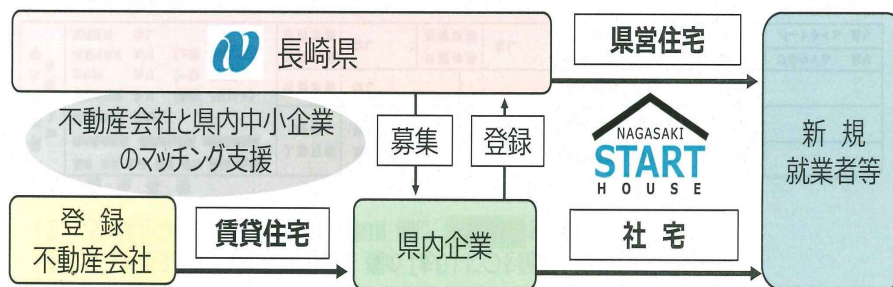 長崎県
県営住宅
不動産会社と県内中小企業
のマッチング支援
募集
登録
NAGASAKI
START
HOUSE
新規
就業者等
登録
不動産会社
賃貸住宅
県内企業
社宅